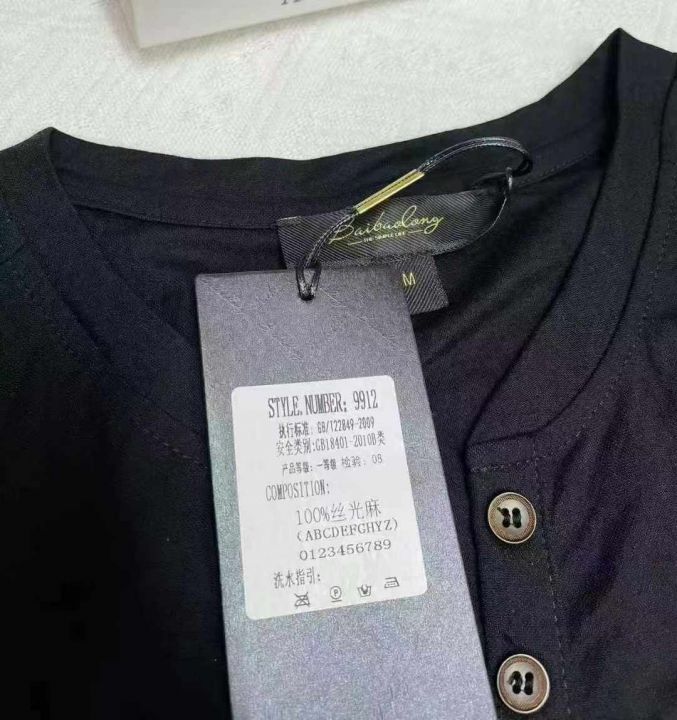 Baibaolong
THE SIMPLE LIFE
M
STYLE. NUMBER: 9912
执行标准: GB/T22849-2009
安全类别:GB18401-2010B类
产品等级: 一等级 检验: 08
COMPOSITION:
100%丝光麻
(ABCDEFGHYZ)
0123456789
洗水指引: